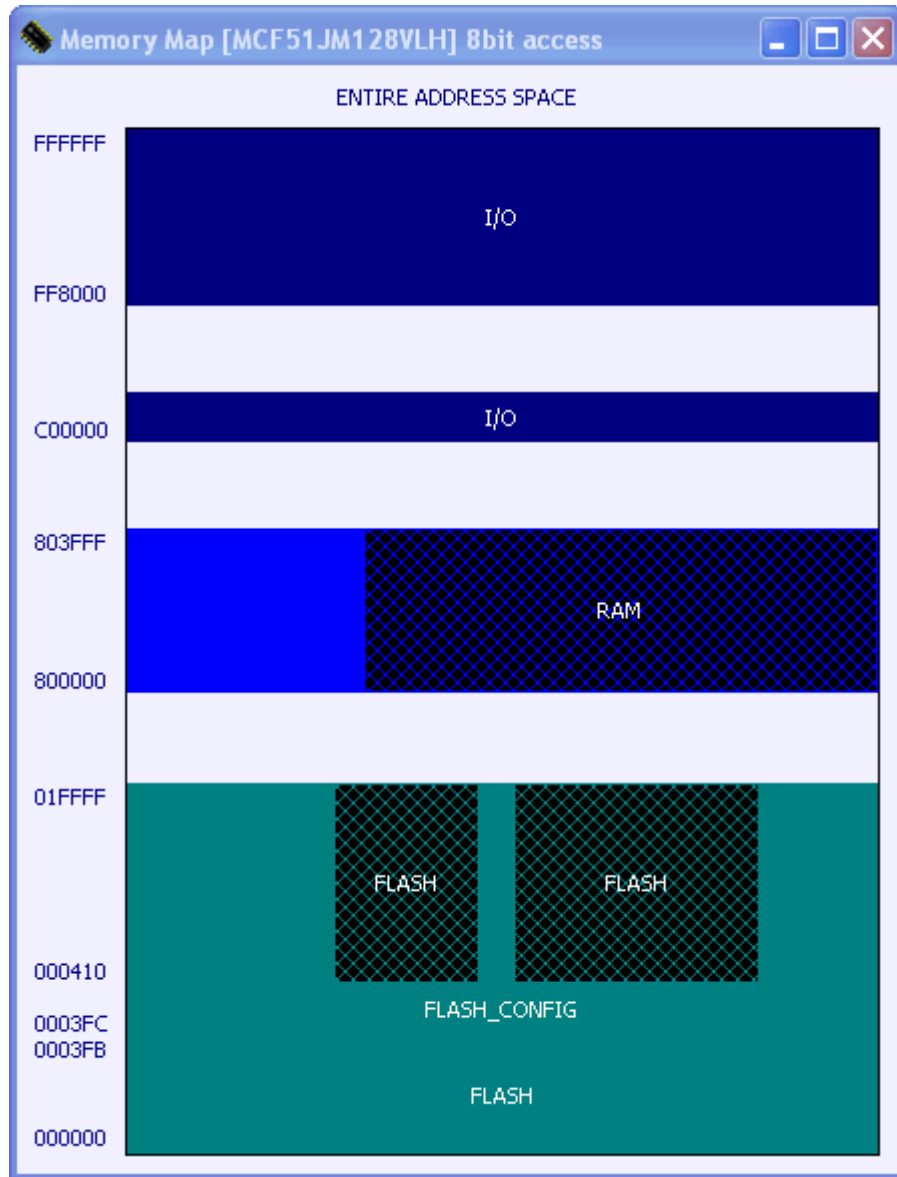 Memory Map [MCF51JM128VLH] 8bit access
ENTIRE ADDRESS SPACE
FFFFFF
I/O
FF8000
I/O
C00000
803FFF
RAM
800000
01FFFF
FLASH FLASH
000410
FLASH_CONFIG
0003FC
0003FB
FLASH
000000